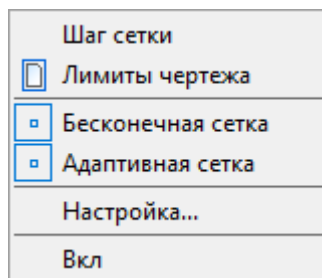 Шаг сетки
Лимиты чертежа
Бесконечная сетка
Адаптивная сетка
Настройка...
Вкл